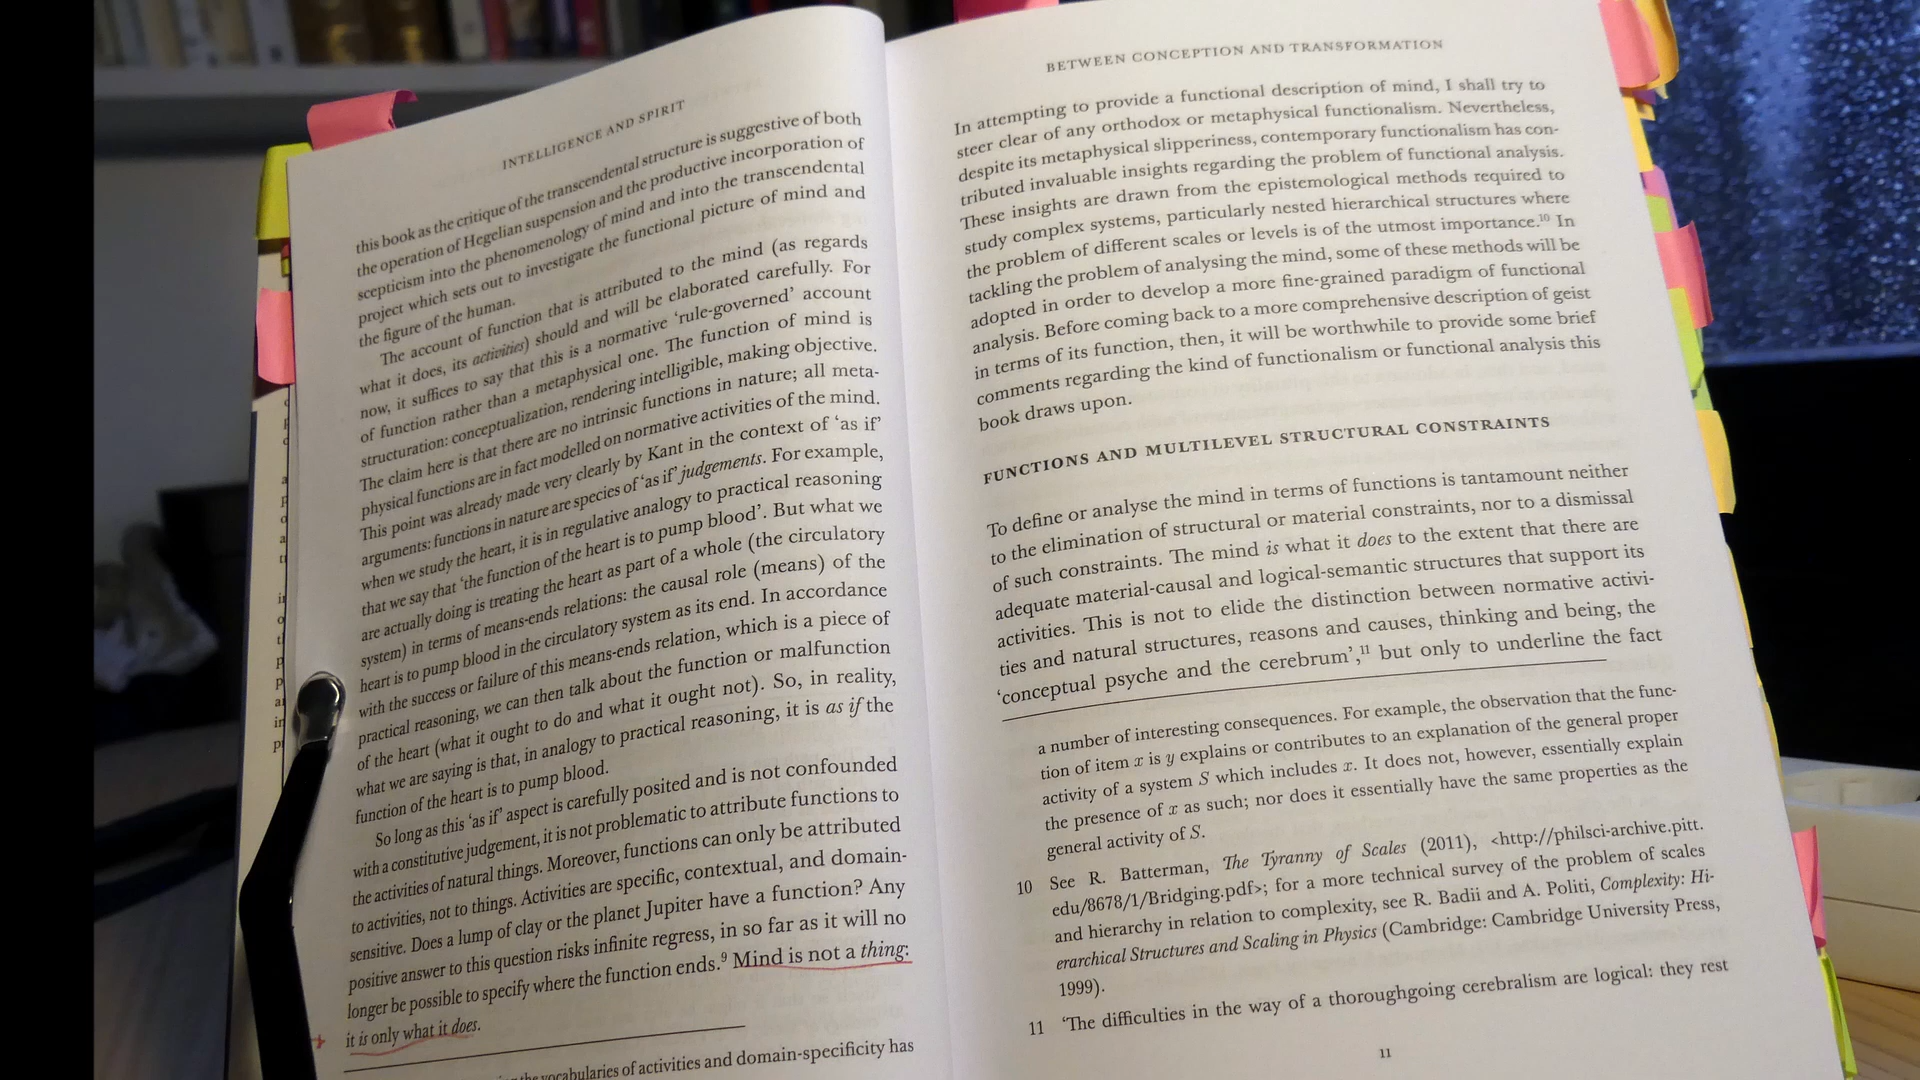 INTELLIGENCE AND SPIRIT
this book as the critique of the transcendental structure is suggestive of both
the operation of Hegelian suspension and the productive incorporation of
scepticism into the phenomenology of mind and into the transcendental
project which sets out to investigate the functional picture of mind and
the figure of the human.
The account of function that is attributed to the mind (as regards
what it does, its activities) should and will be elaborated carefully. For
now, it suffices to say that this is a normative ‘rule-governed’ account
of function rather than a metaphysical one. The function of mind is
structuration: conceptualization, rendering intelligible, making objective.
The claim here is that there are no intrinsic functions in nature; all meta-
physical functions are in fact modelled on normative activities of the mind.
This point was already made very clearly by Kant in the context of ‘as if’
arguments: functions in nature are species of ‘as if’ judgements. For example,
when we study the heart, it is in regulative analogy to practical reasoning
that we say that ‘the function of the heart is to pump blood’. But what we
are actually doing is treating the heart as part of a whole (the circulatory
system) in terms of means-ends relations: the causal role (means) of the
heart is to pump blood in the circulatory system as its end. In accordance
with the success or failure of this means-ends relation, which is a piece of
practical reasoning, we can then talk about the function or malfunction
of the heart (what it ought to do and what it ought not). So, in reality,
what we are saying is that, in analogy to practical reasoning, it is as if the
function of the heart is to pump blood.
So long as this ‘as if’ aspect is carefully posited and is not confounded
with a constitutive judgement, it is not problematic to attribute functions to
the activities of natural things. Moreover, functions can only be attributed
to activities, not to things. Activities are specific, contextual, and domain-
sensitive. Does a lump of clay or the planet Jupiter have a function? Any
positive answer to this question risks infinite regress, in so far as it will no
longer be possible to specify where the function ends.⁹ Mind is not a thing:
it is only what it does.
vocabularies of activities and domain-specificity has
BETWEEN CONCEPTION AND TRANSFORMATION
In attempting to provide a functional description of mind, I shall try to
steer clear of any orthodox or metaphysical functionalism. Nevertheless,
despite its metaphysical slipperiness, contemporary functionalism has con-
tributed invaluable insights regarding the problem of functional analysis.
These insights are drawn from the epistemological methods required to
study complex systems, particularly nested hierarchical structures where
the problem of different scales or levels is of the utmost importance.¹⁰ In
tackling the problem of analysing the mind, some of these methods will be
adopted in order to develop a more fine-grained paradigm of functional
analysis. Before coming back to a more comprehensive description of geist
in terms of its function, then, it will be worthwhile to provide some brief
comments regarding the kind of functionalism or functional analysis this
book draws upon.
FUNCTIONS AND MULTILEVEL STRUCTURAL CONSTRAINTS
To define or analyse the mind in terms of functions is tantamount neither
to the elimination of structural or material constraints, nor to a dismissal
of such constraints. The mind is what it does to the extent that there are
adequate material-causal and logical-semantic structures that support its
activities. This is not to elide the distinction between normative activi-
ties and natural structures, reasons and causes, thinking and being, the
‘conceptual psyche and the cerebrum’,¹¹ but only to underline the fact
a number of interesting consequences. For example, the observation that the func-
tion of item x is y explains or contributes to an explanation of the general proper
activity of a system S which includes x. It does not, however, essentially explain
the presence of x as such; nor does it essentially have the same properties as the
general activity of S.
10 See R. Batterman, The Tyranny of Scales (2011), <http://philsci-archive.pitt.
edu/8678/1/Bridging.pdf>; for a more technical survey of the problem of scales
and hierarchy in relation to complexity, see R. Badii and A. Politi, Complexity: Hi-
erarchical Structures and Scaling in Physics (Cambridge: Cambridge University Press,
1999).
11 ‘The difficulties in the way of a thoroughgoing cerebralism are logical: they rest
11